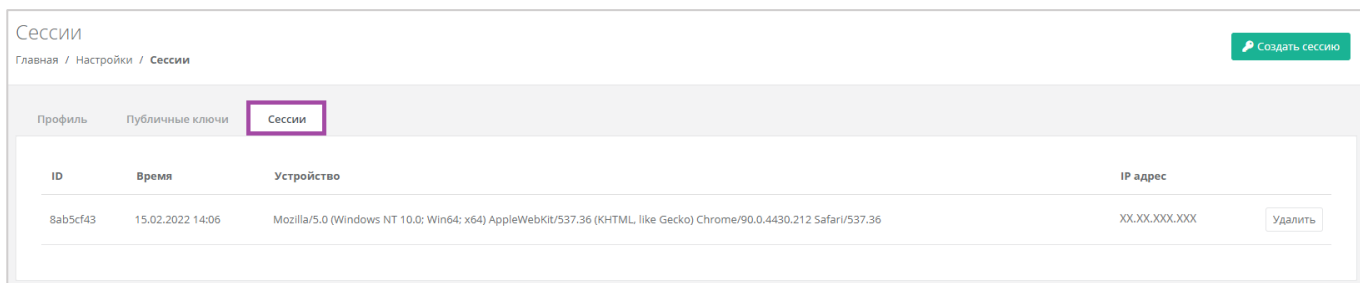 Сессии
Создать сессию
Главная / Настройки / Сессии
Профиль Публичные ключи Сессии
ID Время Устройство IP адрес
8ab5cf43 15.02.2022 14:06 Mozilla/5.0 (Windows NT 10.0; Win64; x64) AppleWebKit/537.36 (KHTML, like Gecko) Chrome/90.0.4430.212 Safari/537.36 XX.XX.XXX.XXX Удалить